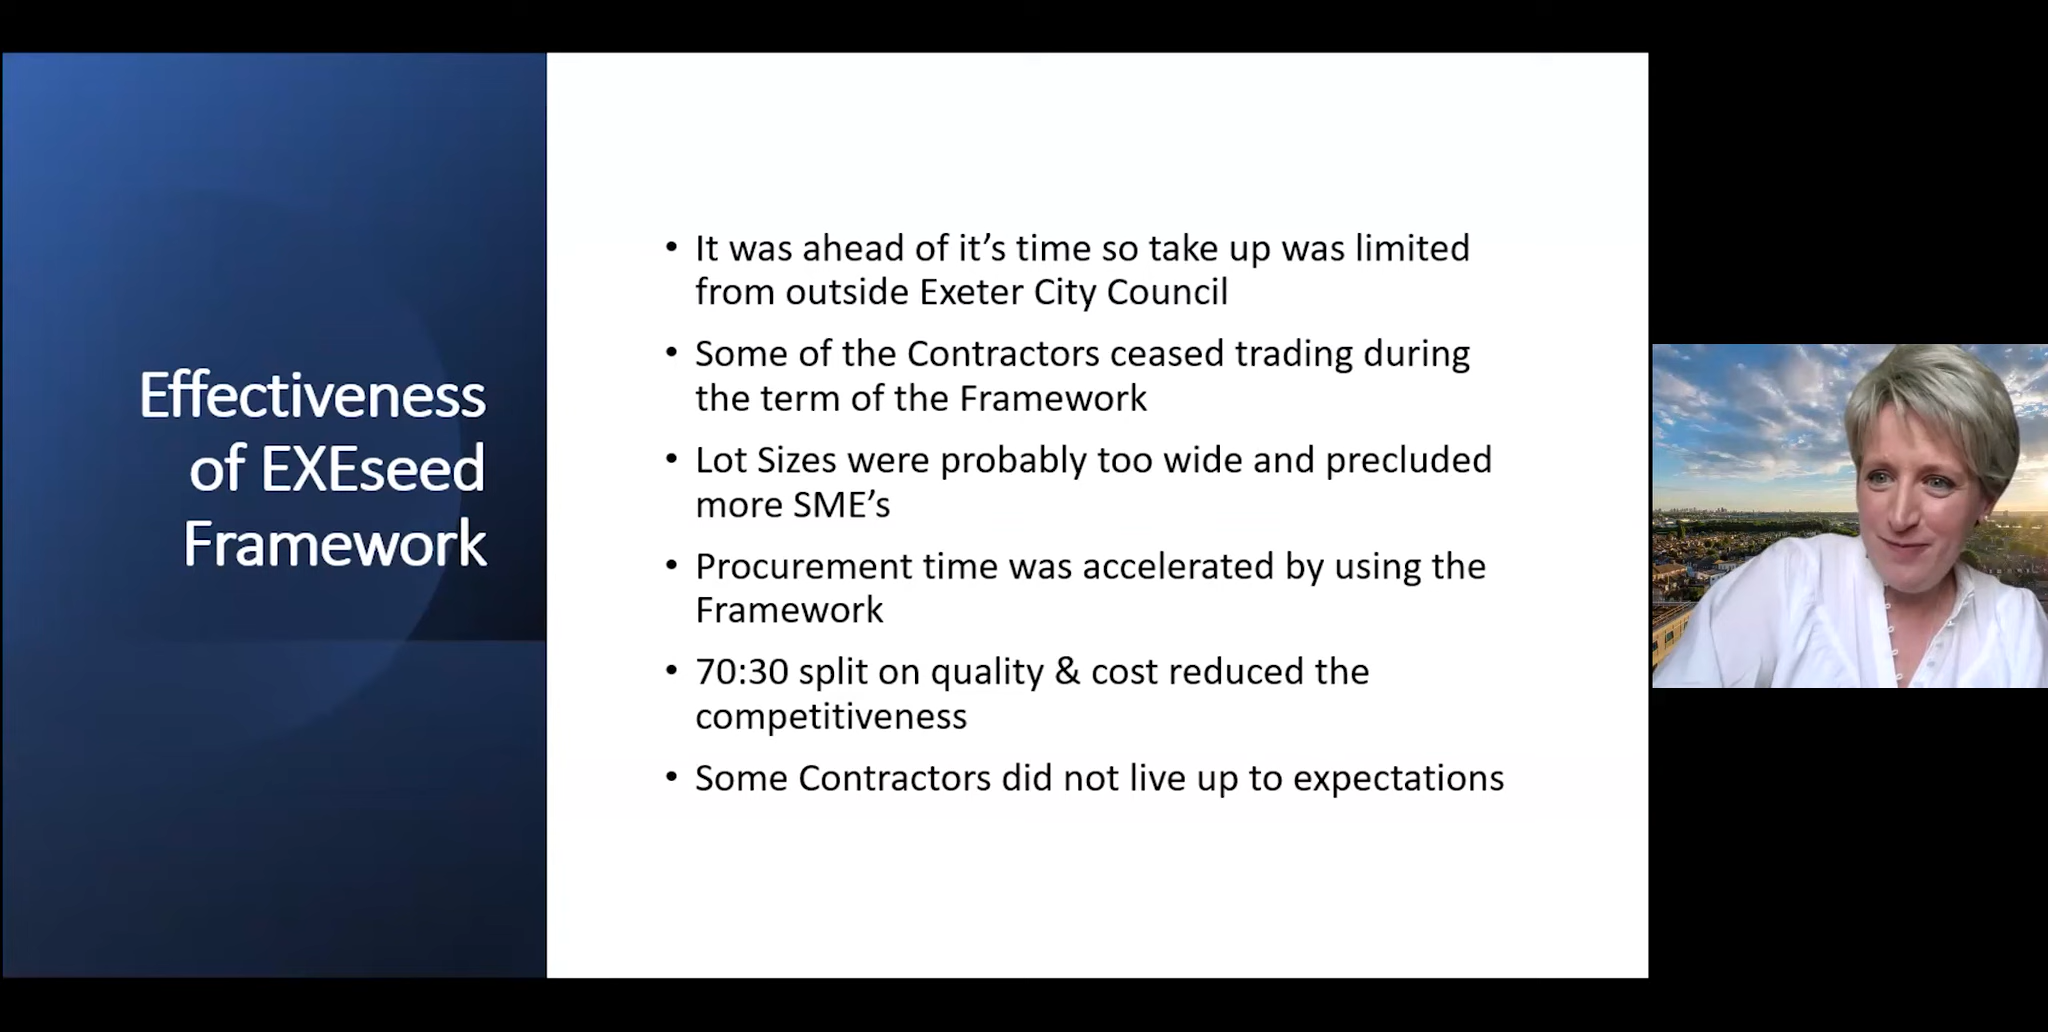 Effectiveness
of EXEseed
Framework
• It was ahead of it’s time so take up was limited
from outside Exeter City Council
• Some of the Contractors ceased trading during
the term of the Framework
• Lot Sizes were probably too wide and precluded
more SME’s
• Procurement time was accelerated by using the
Framework
• 70:30 split on quality & cost reduced the
competitiveness
• Some Contractors did not live up to expectations